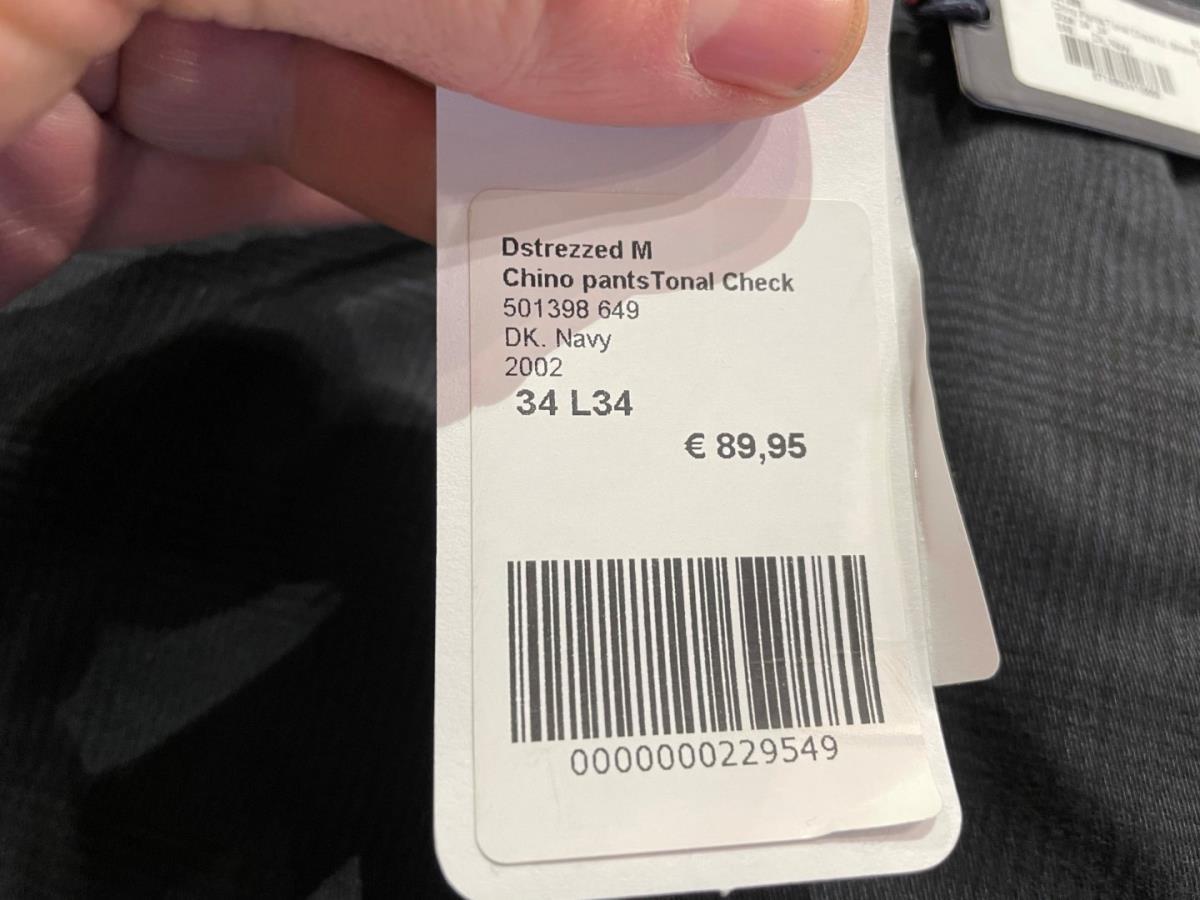 Dstrezzed M
Chino pantsTonal Check
501398 649
DK. Navy
2002
34 L34
€ 89,95
0000000229549